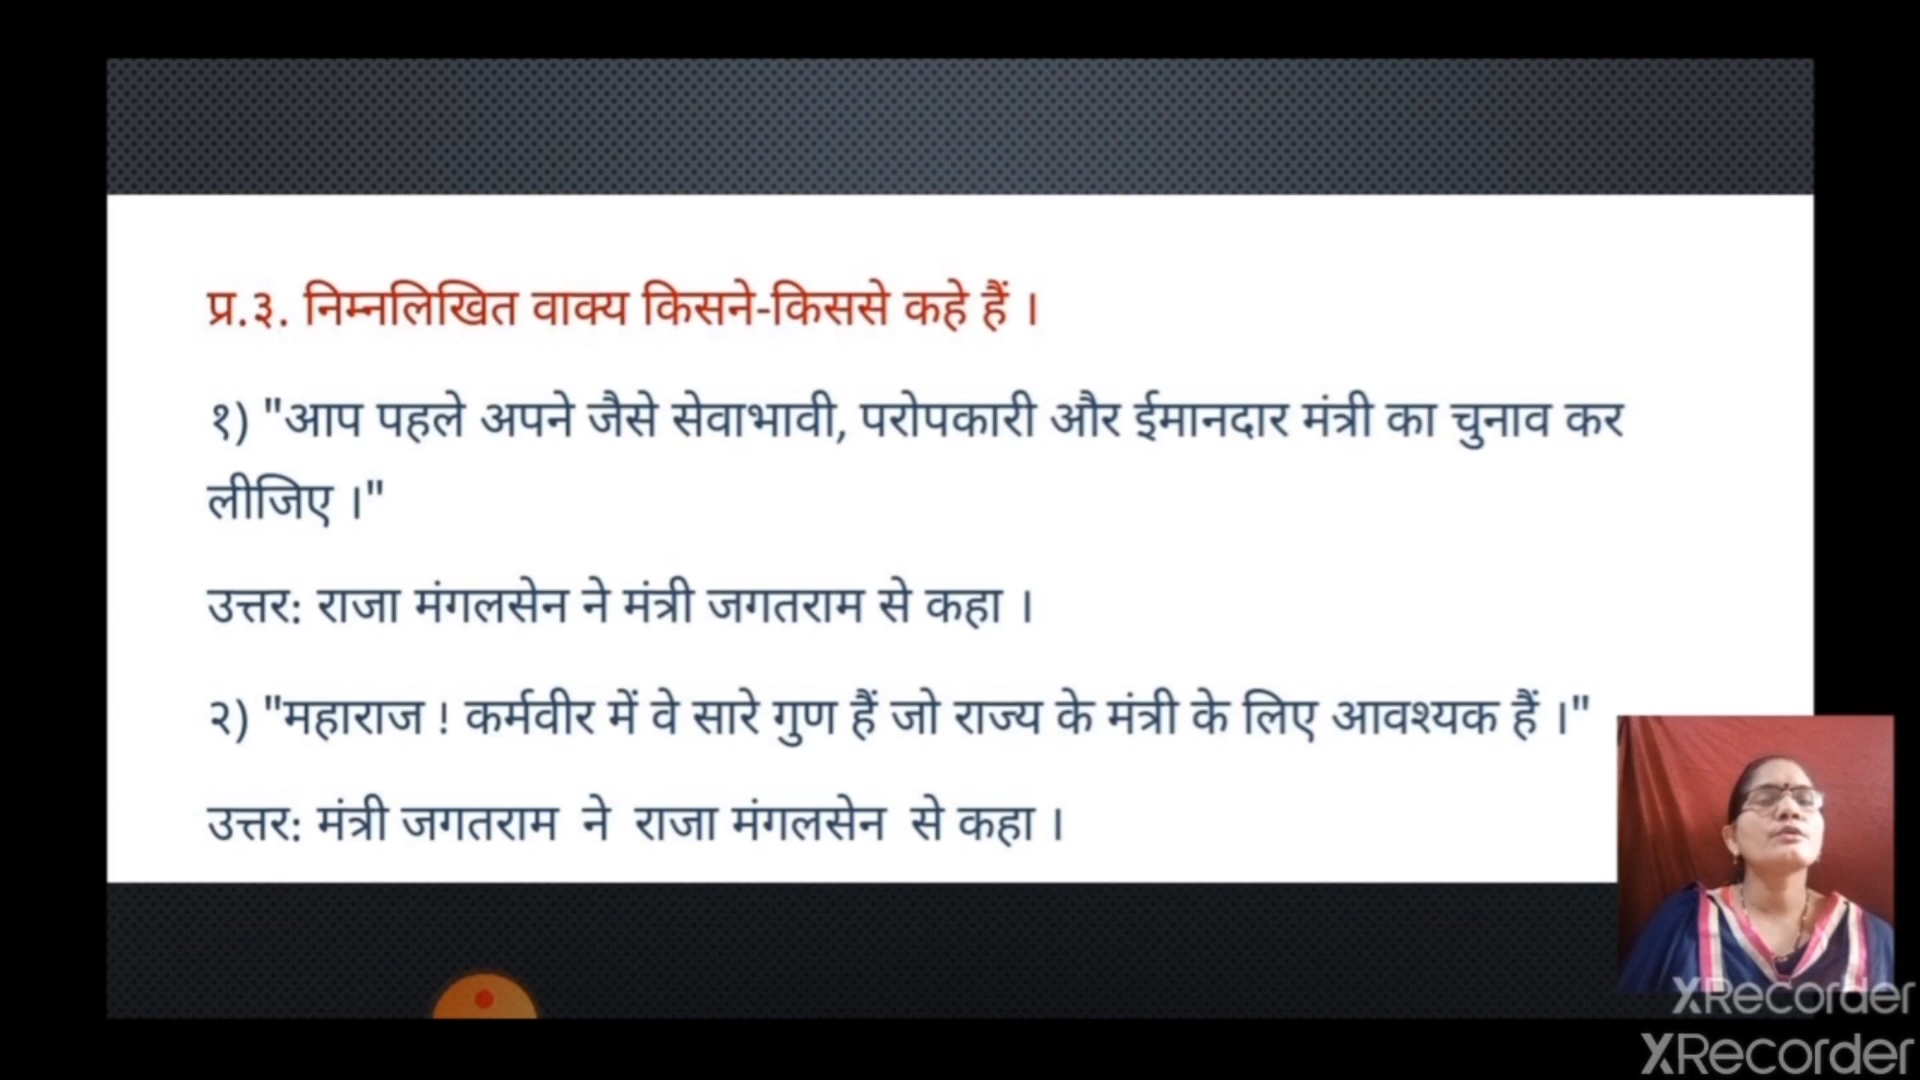 प्र.३. निम्नलिखित वाक्य किसने-किससे कहे हैं ।
१) "आप पहले अपने जैसे सेवाभावी, परोपकारी और ईमानदार मंत्री का चुनाव कर
लीजिए ।"
उत्तर: राजा मंगलसेन ने मंत्री जगतराम से कहा ।
२) "महाराज ! कर्मवीर में वे सारे गुण हैं जो राज्य के मंत्री के लिए आवश्यक हैं ।"
उत्तर: मंत्री जगतराम ने राजा मंगलसेन से कहा ।
XRecorder
XRecorder